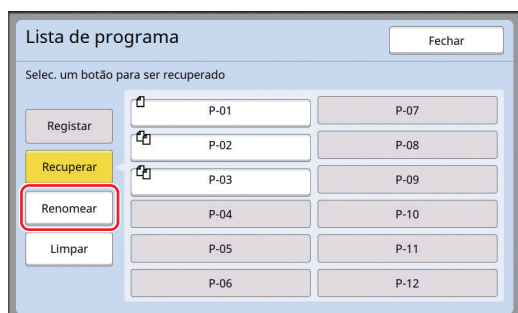 Lista de programa
Fechar
Selec. um botão para ser recuperado
Registar
Recuperar
Renomear
Limpar
P-01
P-02
P-03
P-04
P-05
P-06
P-07
P-08
P-09
P-10
P-11
P-12